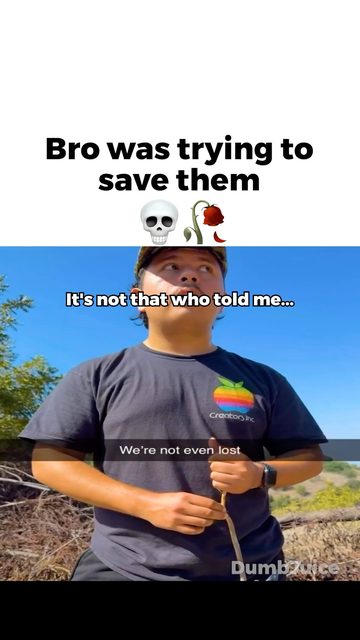 Bro was trying to
save them
💀🥀
It's not that who told me...
Creators Inc.
We're not even lost
Dumb7uice